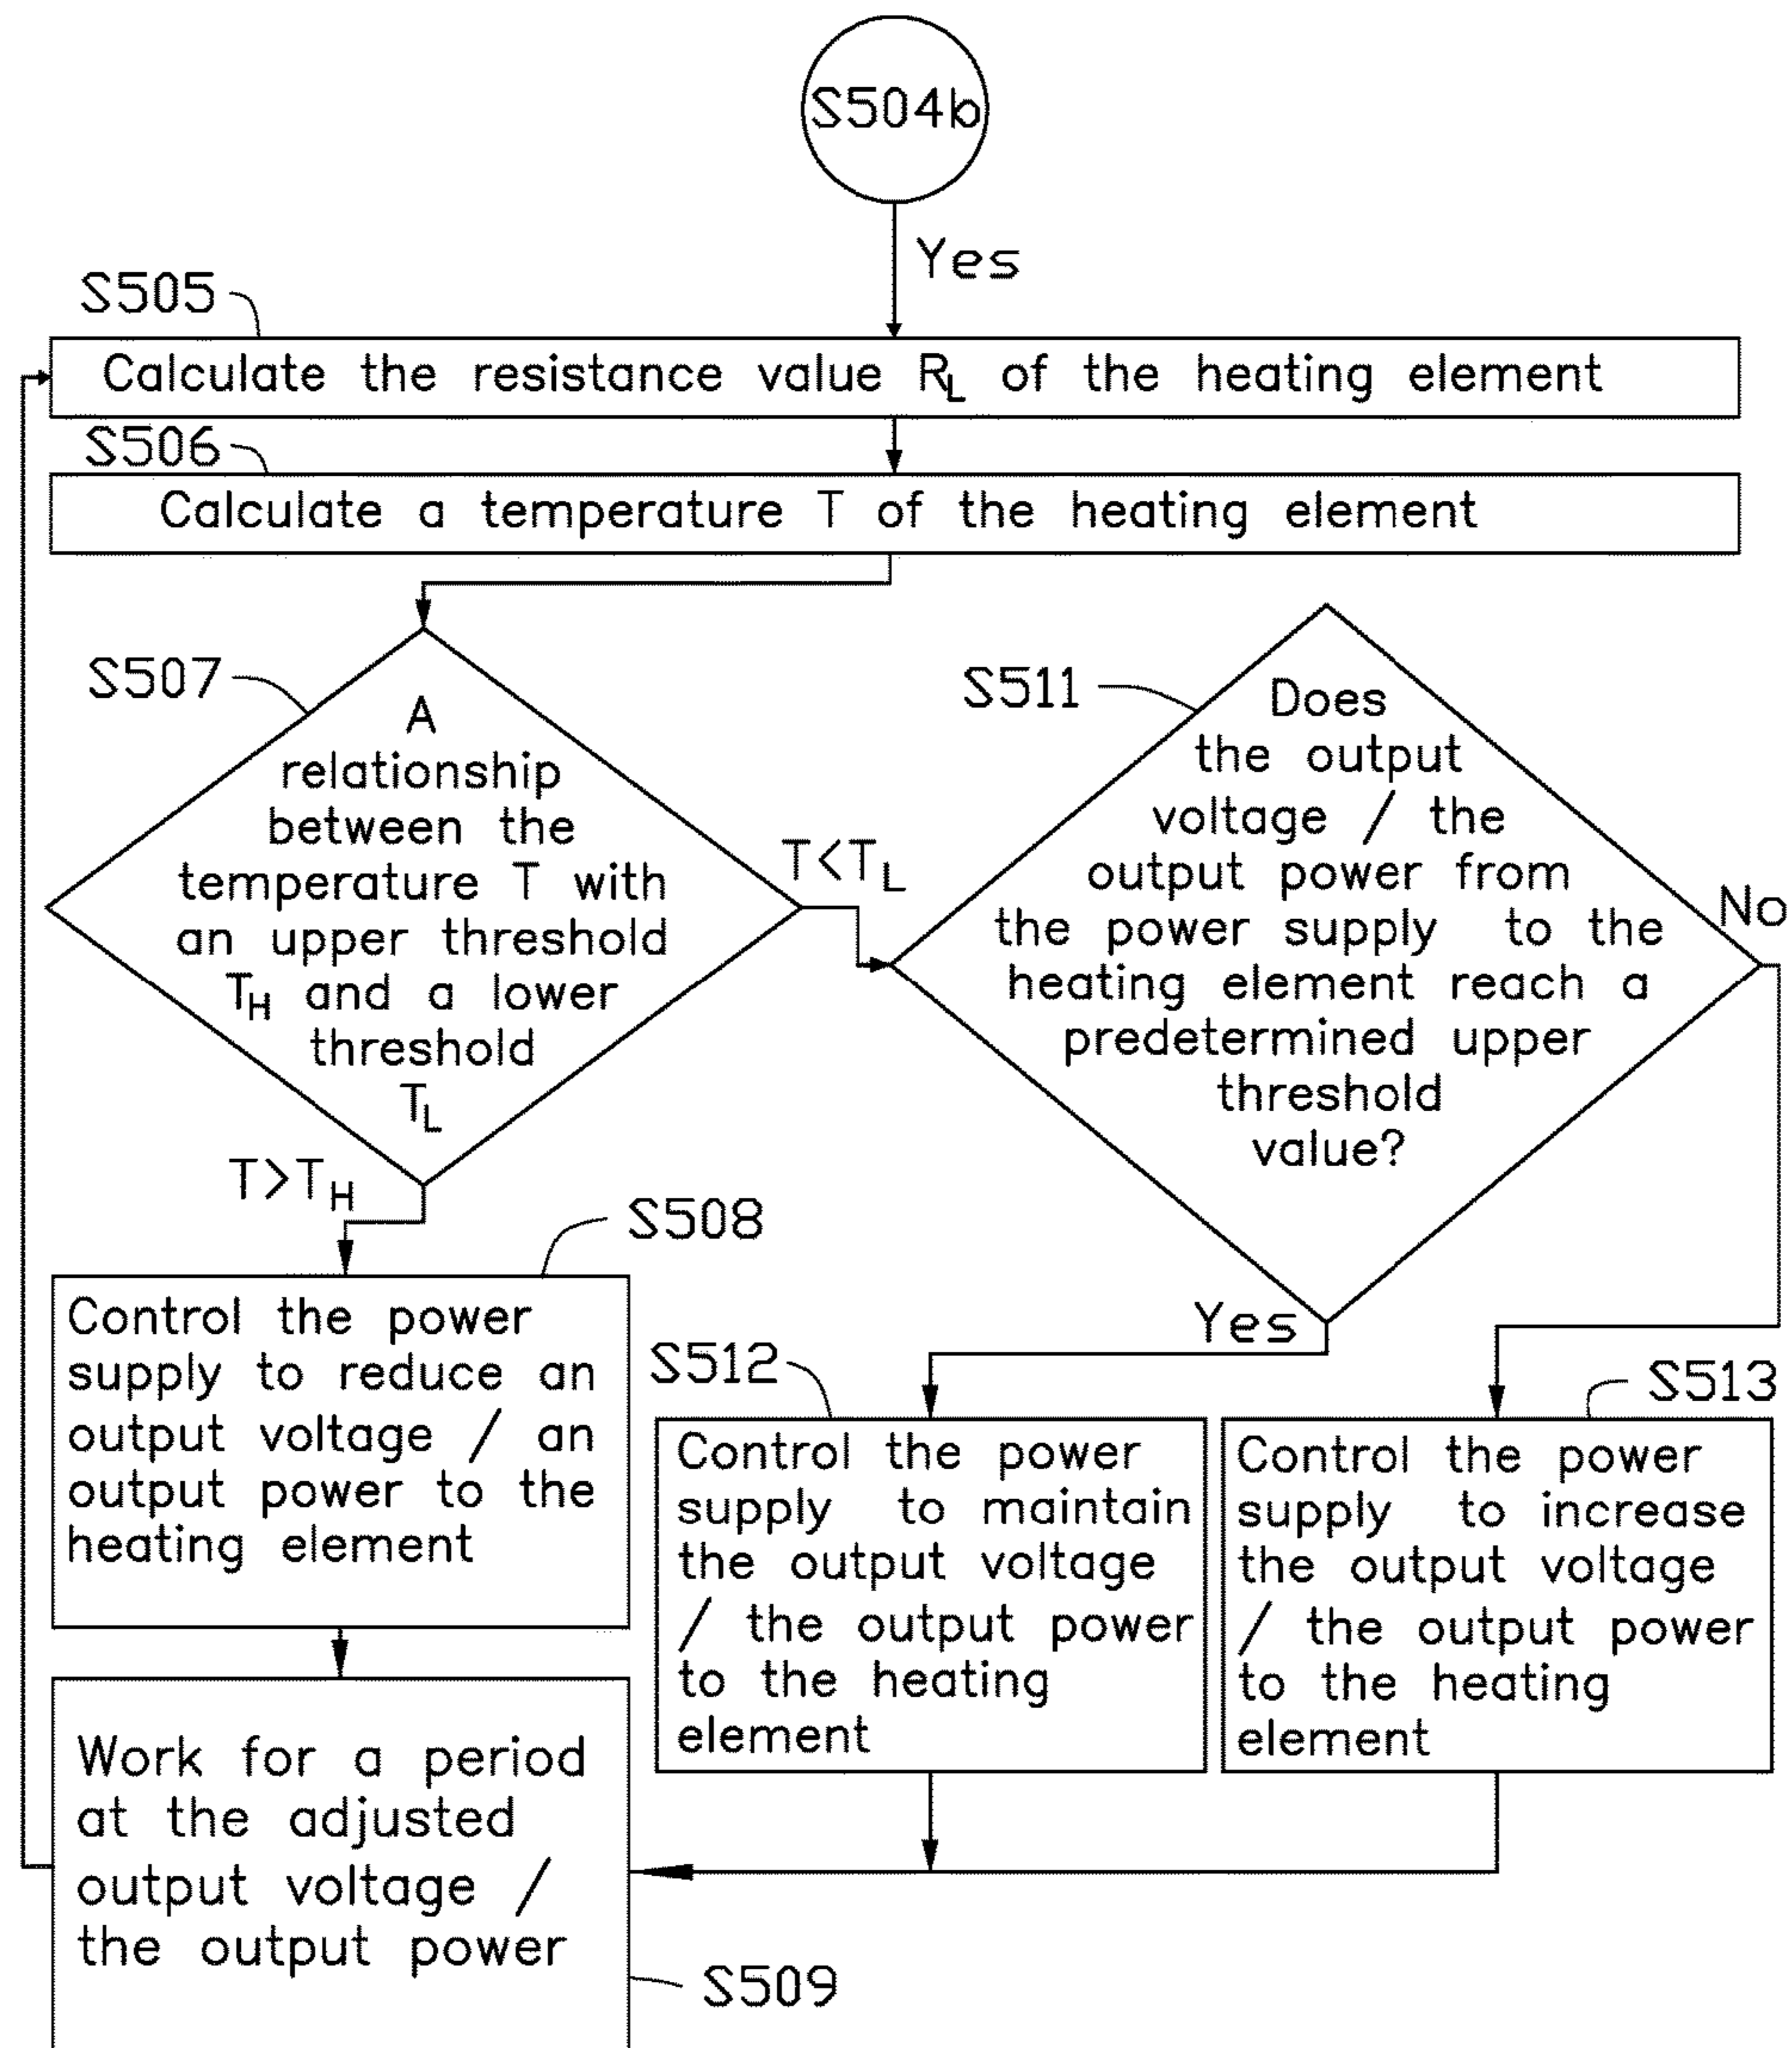 S504b
Yes
S505
Calculate the resistance value RL of the heating element
S506
Calculate a temperature T of the heating element
S507
A
relationship
between the
temperature T with
an upper threshold
TH and a lower
threshold
TL
T<TL
T>TH
S511
Does
the output
voltage / the
output power from
the power supply to the
heating element reach a
predetermined upper
threshold
value?
No
Yes
S508
Control the power
supply to reduce an
output voltage / an
output power to the
heating element
S512
Control the power
supply to maintain
the output voltage
/ the output power
to the heating
element
S513
Control the power
supply to increase
the output voltage
/ the output power
to the heating
element
Work for a period
at the adjusted
output voltage /
the output power
S509